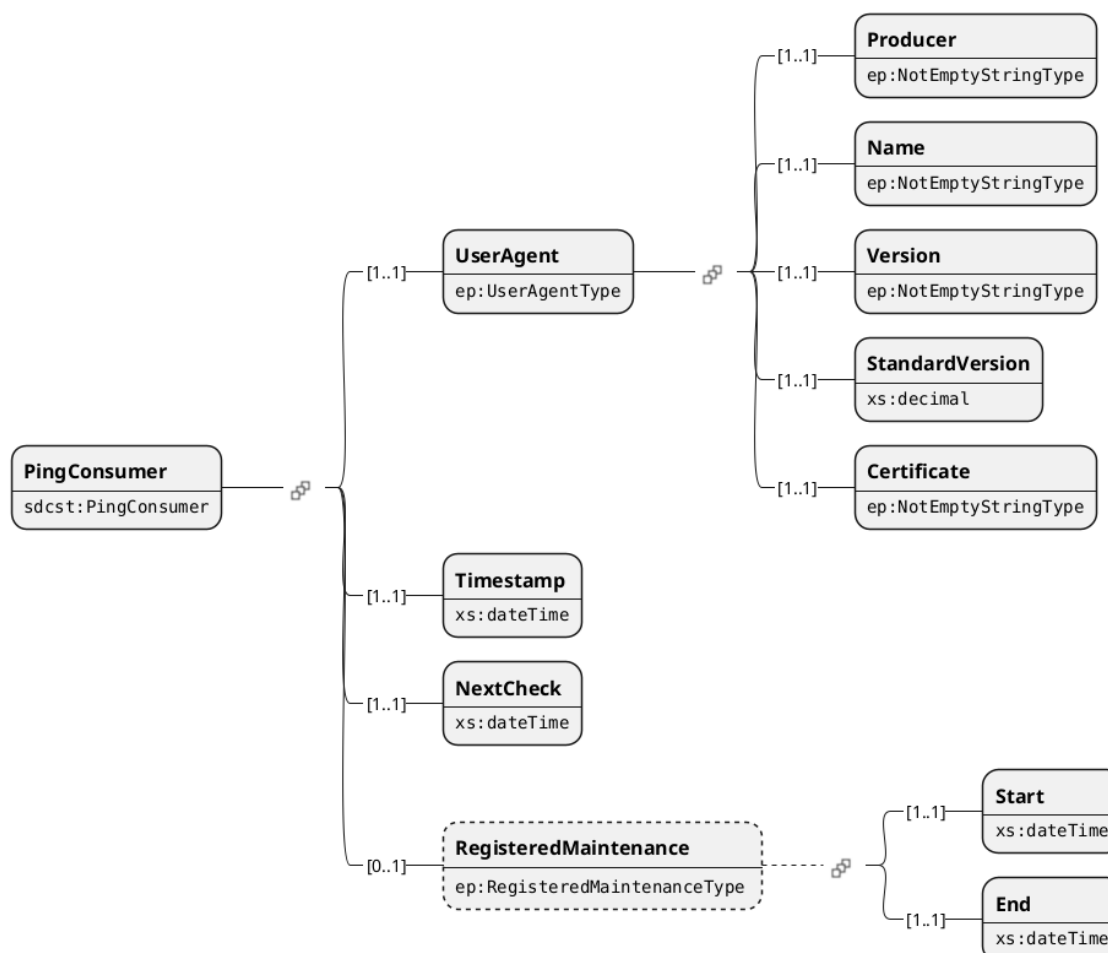 Producer
[1..1]
ep:NotEmptyStringType
Name
[1..1]
ep:NotEmptyStringType
UserAgent
[1..1]
ep:UserAgentType
Version
[1..1]
ep:NotEmptyStringType
StandardVersion
[1..1]
xs:decimal
PingConsumer
sdcst:PingConsumer
Certificate
[1..1]
ep:NotEmptyStringType
Timestamp
[1..1]
xs:dateTime
NextCheck
[1..1]
xs:dateTime
RegisteredMaintenance
[0..1]
ep:RegisteredMaintenanceType
Start
[1..1]
xs:dateTime
End
[1..1]
xs:dateTime